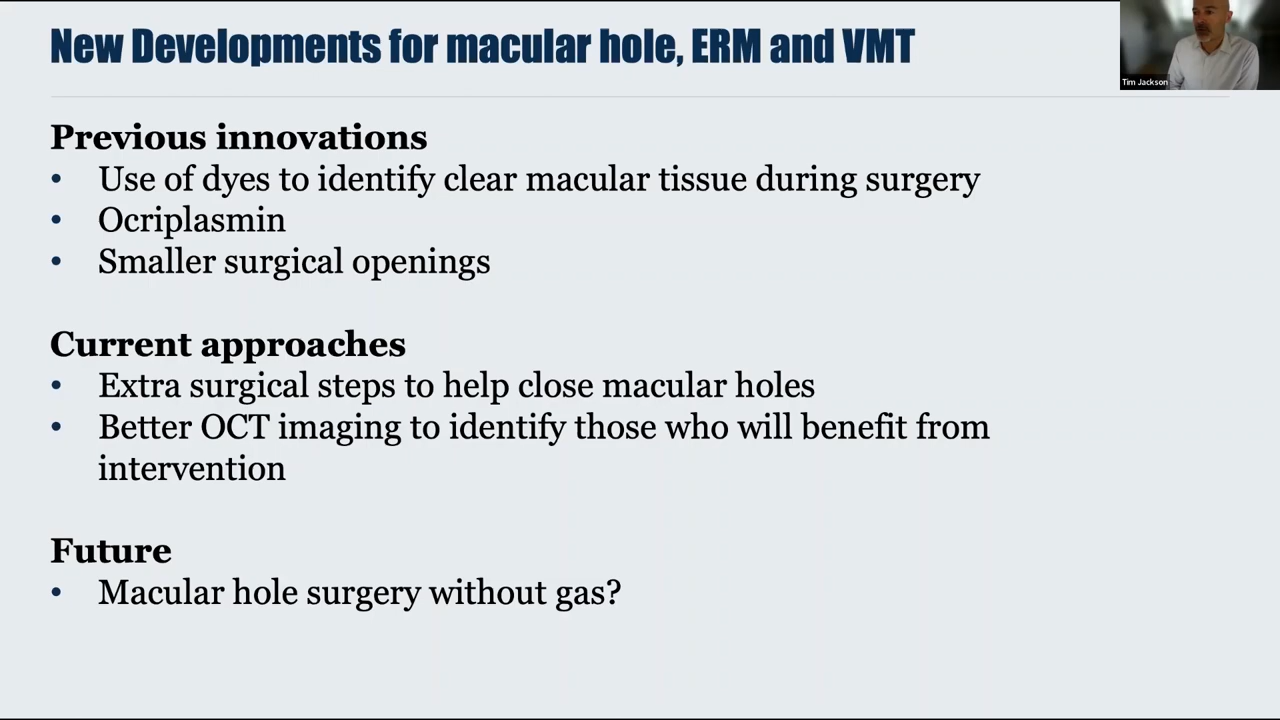 New Developments for macular hole, ERM and VMT
Tim Jackson
Previous innovations
• Use of dyes to identify clear macular tissue during surgery
• Ocriplasmin
• Smaller surgical openings
Current approaches
• Extra surgical steps to help close macular holes
• Better OCT imaging to identify those who will benefit from
intervention
Future
• Macular hole surgery without gas?